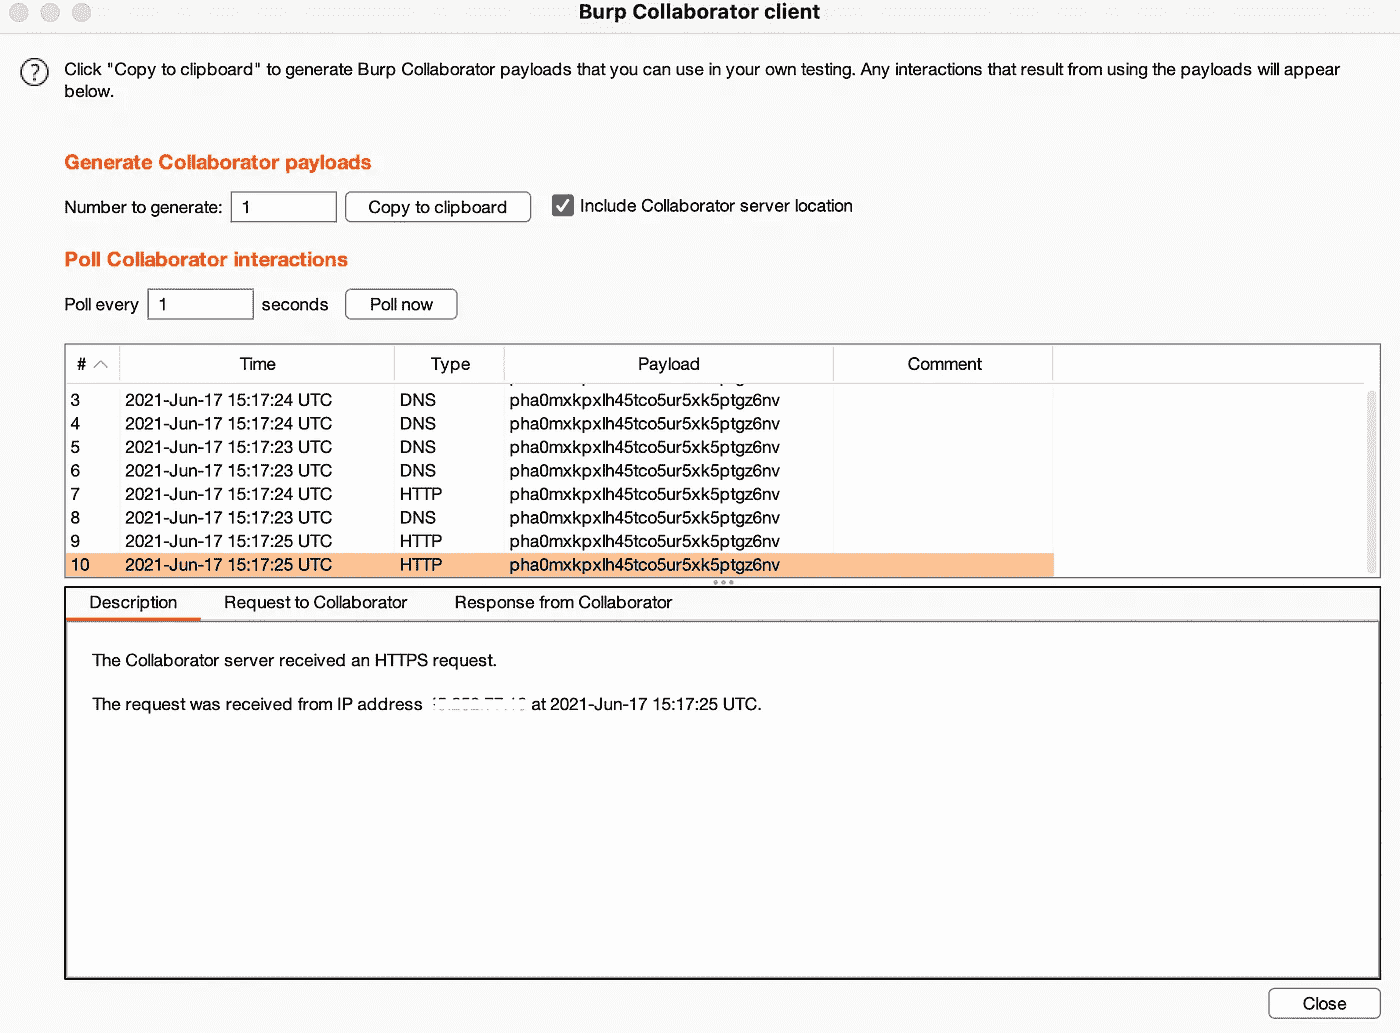 Burp Collaborator client
?
Click "Copy to clipboard" to generate Burp Collaborator payloads that you can use in your own testing. Any interactions that result from using the payloads will appear
below.
Generate Collaborator payloads
Number to generate: 1 Copy to clipboard Include Collaborator server location
Poll Collaborator interactions
Poll every 1 seconds Poll now
# Time Type Payload Comment
3 2021-Jun-17 15:17:24 UTC DNS pha0mxkpxlh45tco5ur5xk5ptgz6nv
4 2021-Jun-17 15:17:24 UTC DNS pha0mxkpxlh45tco5ur5xk5ptgz6nv
5 2021-Jun-17 15:17:23 UTC DNS pha0mxkpxlh45tco5ur5xk5ptgz6nv
6 2021-Jun-17 15:17:23 UTC DNS pha0mxkpxlh45tco5ur5xk5ptgz6nv
7 2021-Jun-17 15:17:24 UTC HTTP pha0mxkpxlh45tco5ur5xk5ptgz6nv
8 2021-Jun-17 15:17:23 UTC DNS pha0mxkpxlh45tco5ur5xk5ptgz6nv
9 2021-Jun-17 15:17:25 UTC HTTP pha0mxkpxlh45tco5ur5xk5ptgz6nv
10 2021-Jun-17 15:17:25 UTC HTTP pha0mxkpxlh45tco5ur5xk5ptgz6nv
Description Request to Collaborator Response from Collaborator
The Collaborator server received an HTTPS request.
The request was received from IP address at 2021-Jun-17 15:17:25 UTC.
Close